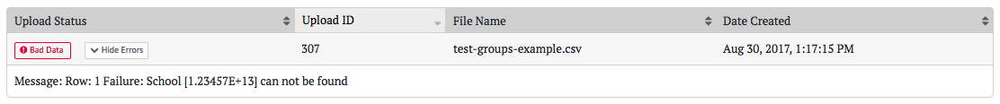 Upload Status Upload ID File Name Date Created
Bad Data Hide Errors 307 test-groups-example.csv Aug 30, 2017, 1:17:15 PM
Message: Row: 1 Failure: School [1.23457E+13] can not be found